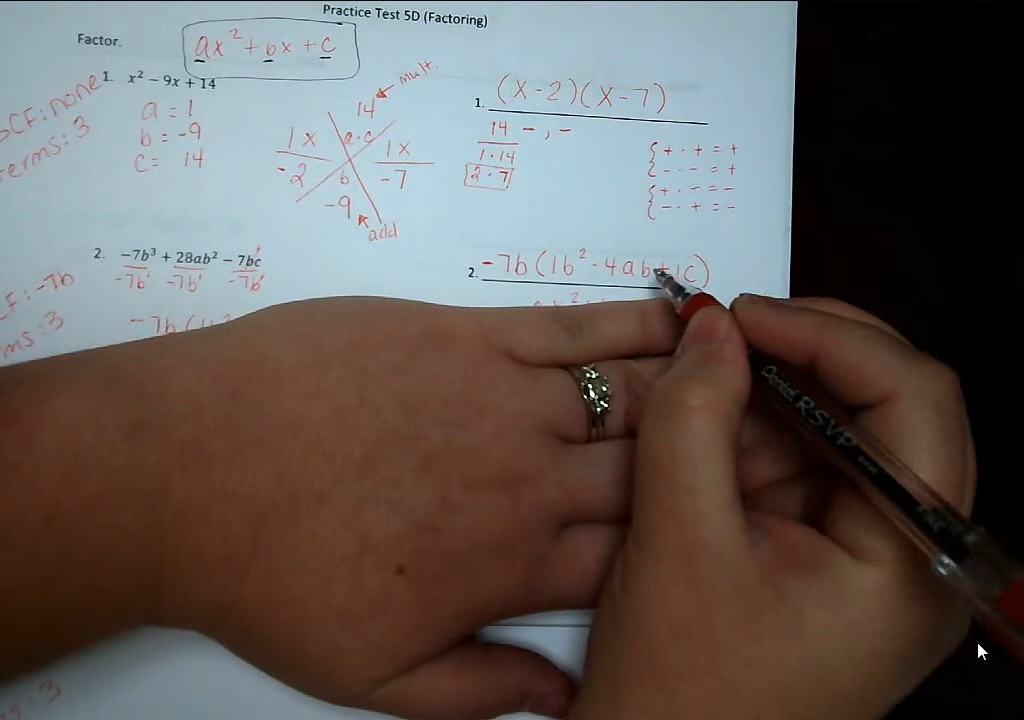 Practice Test 5D (Factoring)
Factor.
ax² + bx + c
1. x² − 9x + 14
GCF: none
terms: 3
a = 1
b = -9
c = 14
14 mult.
a·c
1x 1x
-2 -7
b
-9
add
1. (x - 2)(x - 7)
14 -, -
1·14
2·7
+ · + = +
- · - = +
+ · - = -
- · + = -
2. −7b³ + 28ab² − 7bc
-7b -7b -7b
: -7b
: 3
-7b(
2. -7b(1b² - 4ab + 1c)
Pentel RSVP